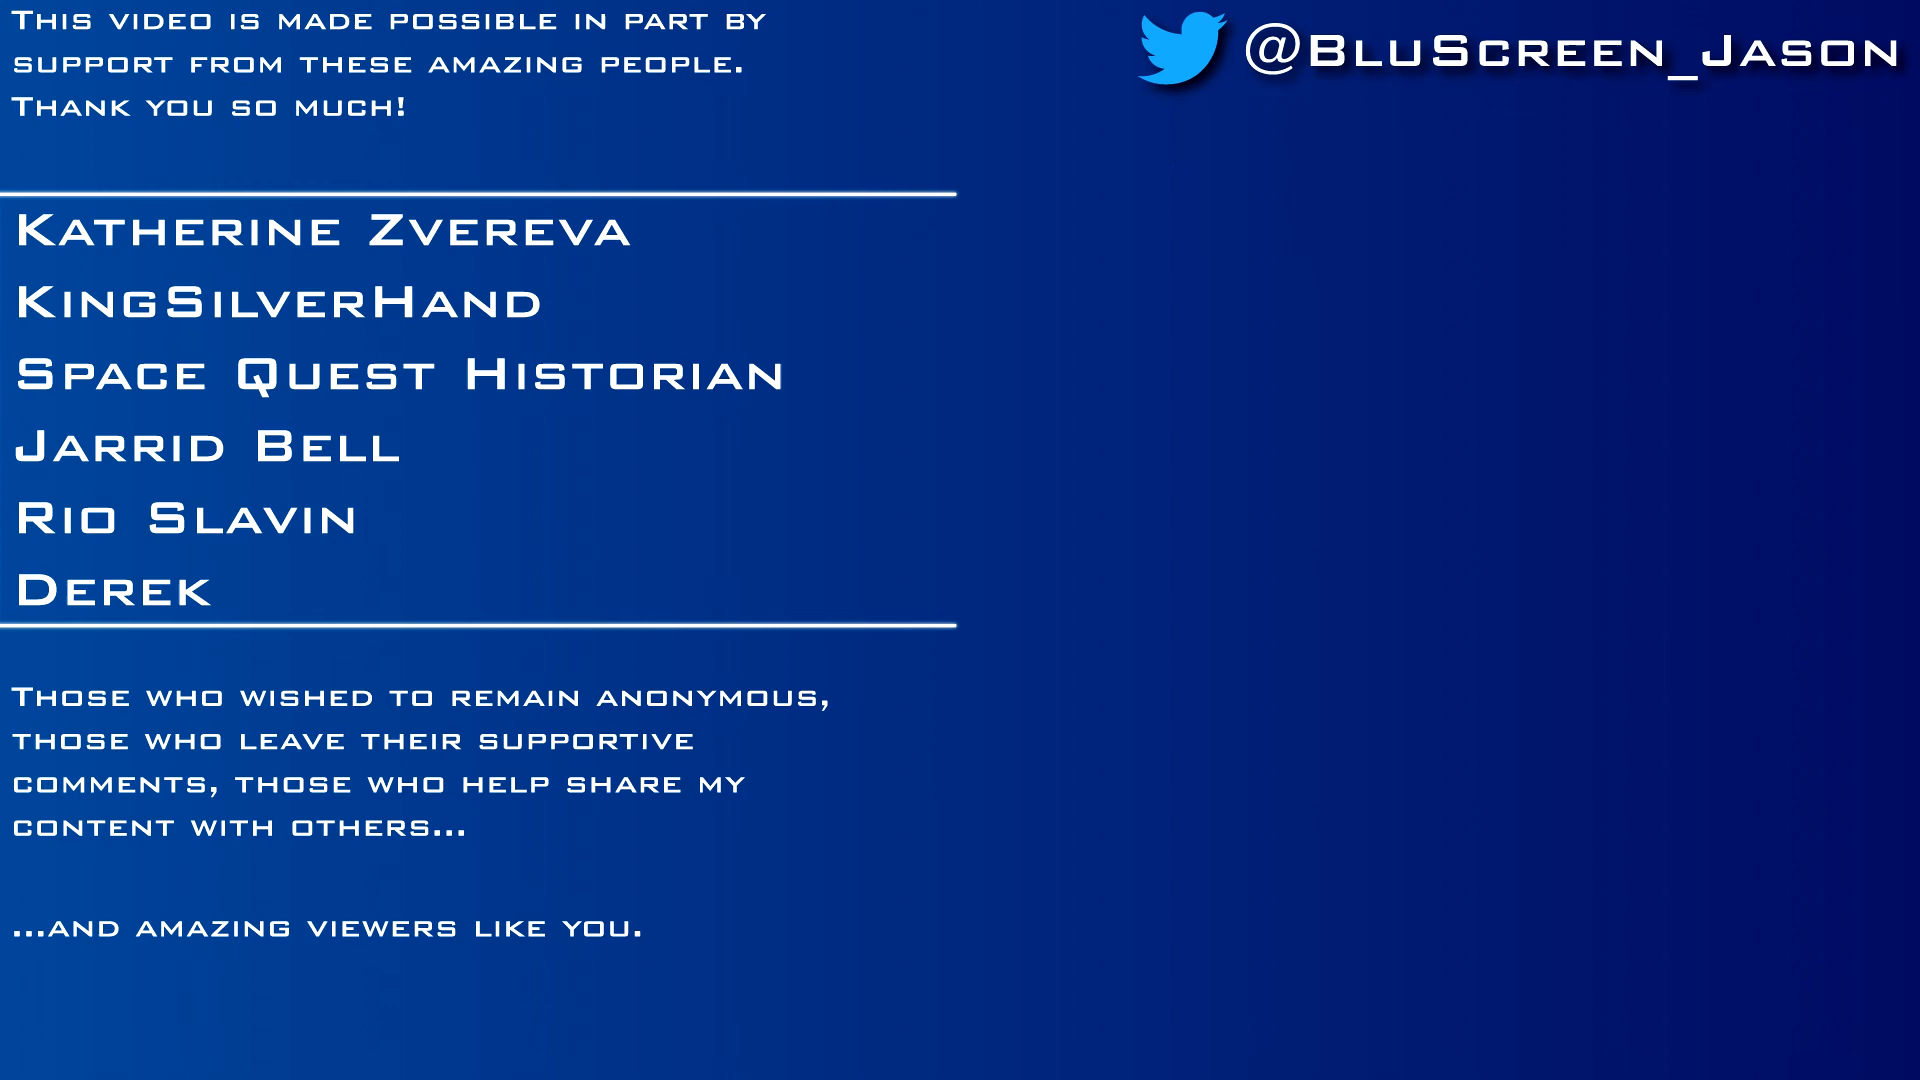 This video is made possible in part by
support from these amazing people.
Thank you so much!
@BluScreen_Jason
Katherine Zvereva
KingSilverHand
Space Quest Historian
Jarrid Bell
Rio Slavin
Derek
Those who wished to remain anonymous,
those who leave their supportive
comments, those who help share my
content with others...
...and amazing viewers like you.